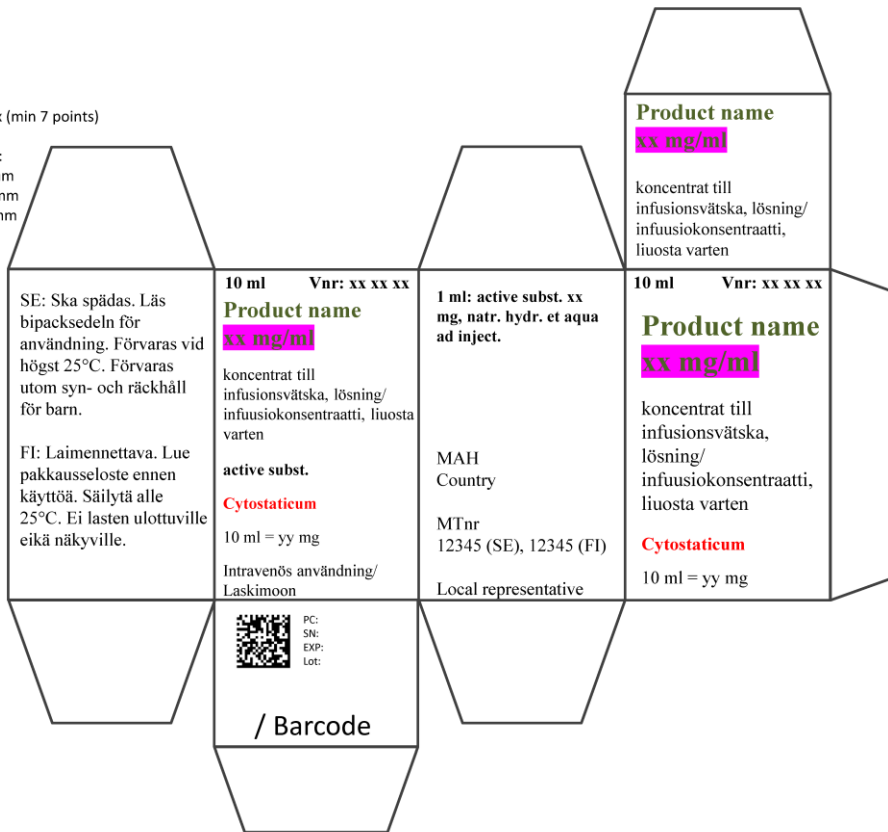 x (min 7 points)
:
mm
mm
Product name
xx mg/ml
koncentrat till
infusionsvätska, lösning/
infuusiokonsentraatti,
liuosta varten
SE: Ska spädas. Läs
bipacksedeln för
användning. Förvaras vid
högst 25°C. Förvaras
utom syn- och räckhåll
för barn.
FI: Laimennettava. Lue
pakkausseloste ennen
käyttöä. Säilytä alle
25°C. Ei lasten ulottuville
eikä näkyville.
10 ml Vnr: xx xx xx
Product name
xx mg/ml
koncentrat till
infusionsvätska, lösning/
infuusiokonsentraatti, liuosta
varten
active subst.
Cytostaticum
10 ml = yy mg
Intravenös användning/
Laskimoon
1 ml: active subst. xx
mg, natr. hydr. et aqua
ad inject.
MAH
Country
MTnr
12345 (SE), 12345 (FI)
Local representative
10 ml Vnr: xx xx xx
Product name
xx mg/ml
koncentrat till
infusionsvätska,
lösning/
infuusiokonsentraatti,
liuosta varten
Cytostaticum
10 ml = yy mg
PC:
SN:
EXP:
Lot:
/ Barcode